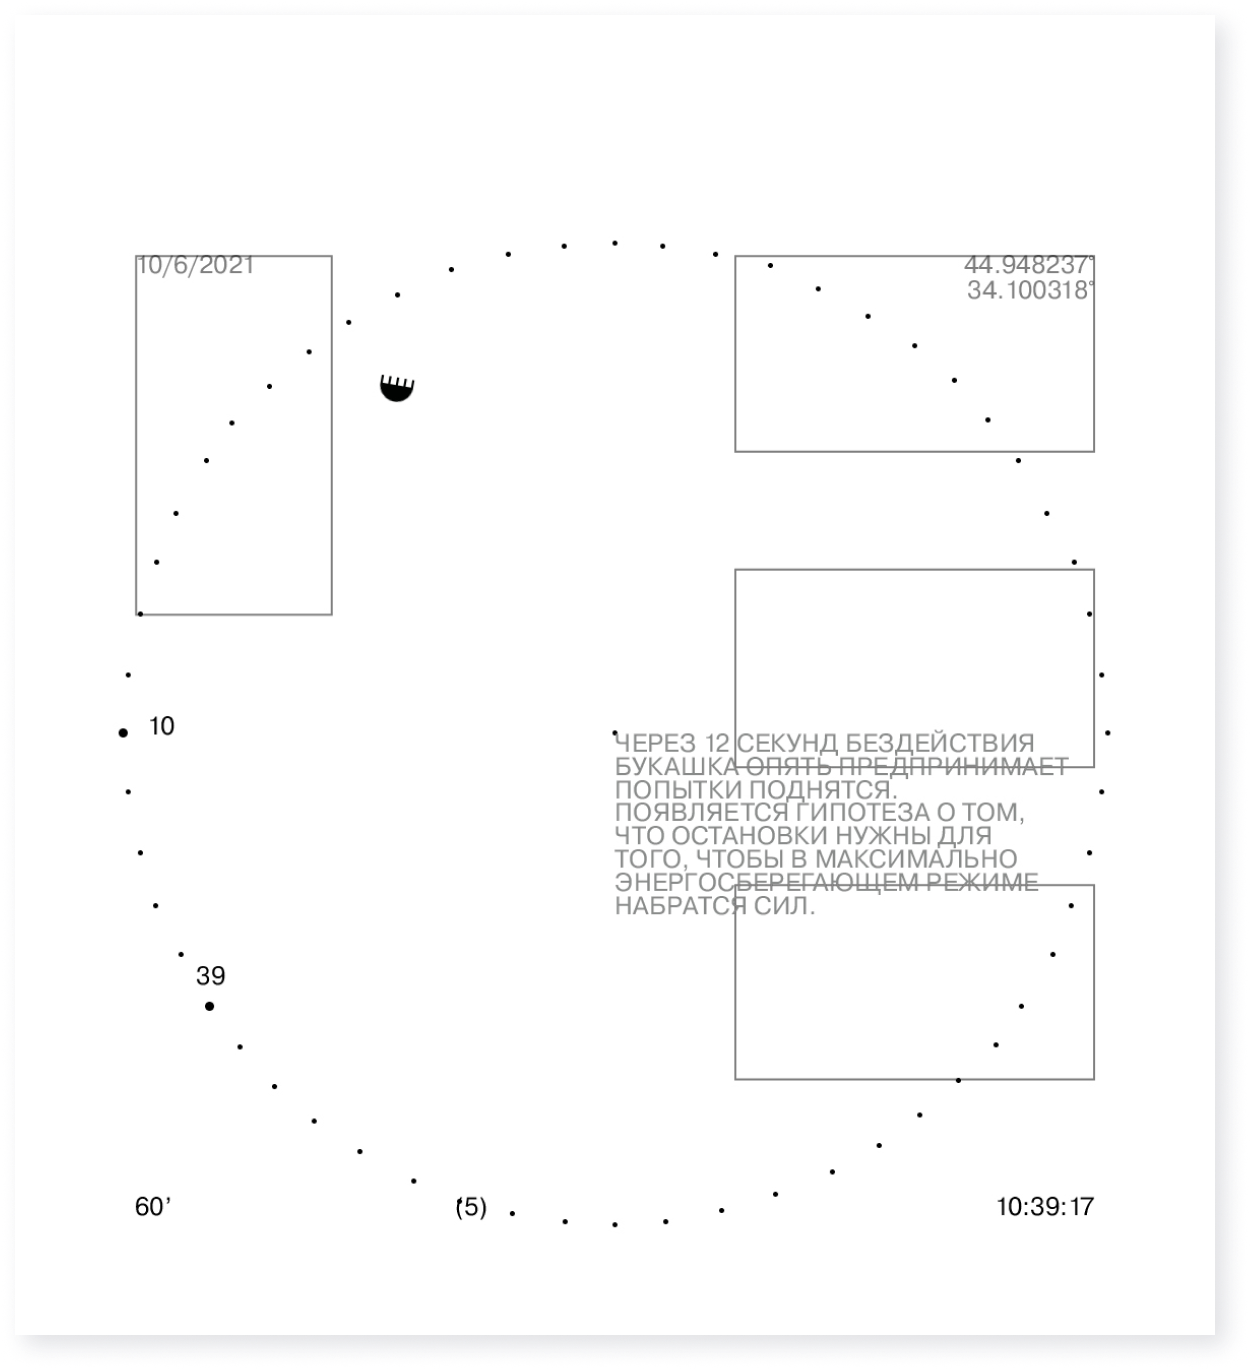 10/6/2021
44.948237°
34.100318°
10
ЧЕРЕЗ 12 СЕКУНД БЕЗДЕЙСТВИЯ
БУКАШКА ОПЯТЬ ПРЕДПРИНИМАЕТ
ПОПЫТКИ ПОДНЯТСЯ.
ПОЯВЛЯЕТСЯ ГИПОТЕЗА О ТОМ,
ЧТО ОСТАНОВКИ НУЖНЫ ДЛЯ
ТОГО, ЧТОБЫ В МАКСИМАЛЬНО
ЭНЕРГОСБЕРЕГАЮЩЕМ РЕЖИМЕ
НАБРАТСЯ СИЛ.
39
60’
(5)
10:39:17